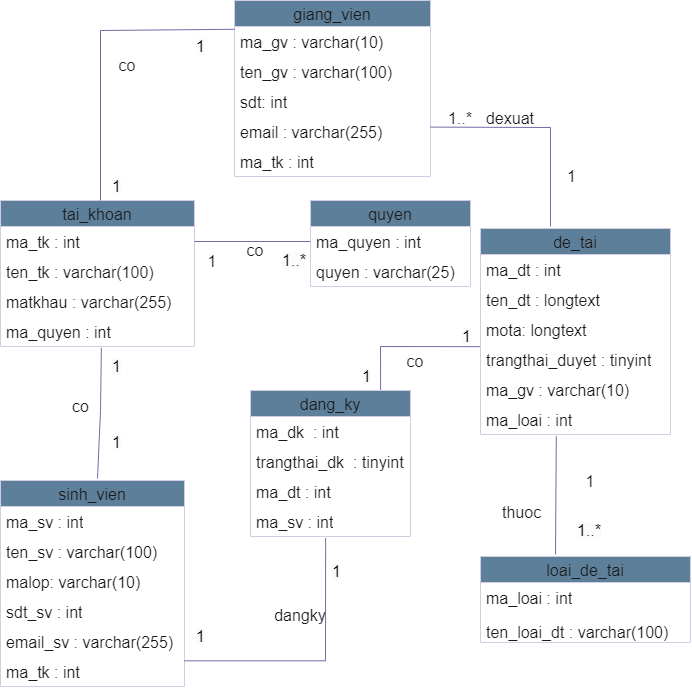 giang_vien
ma_gv : varchar(10)
ten_gv : varchar(100)
sdt: int
email : varchar(255)
ma_tk : int
1
co
1
1..* dexuat
1
tai_khoan
ma_tk : int
ten_tk : varchar(100)
matkhau : varchar(255)
ma_quyen : int
1
co
1..*
quyen
ma_quyen : int
quyen : varchar(25)
de_tai
ma_dt : int
ten_dt : longtext
mota: longtext
trangthai_duyet : tinyint
ma_gv : varchar(10)
ma_loai : int
1
co
1
1
co
1
dang_ky
ma_dk : int
trangthai_dk : tinyint
ma_dt : int
ma_sv : int
sinh_vien
ma_sv : int
ten_sv : varchar(100)
malop: varchar(10)
sdt_sv : int
email_sv : varchar(255)
ma_tk : int
1
dangky
1
1
thuoc
1..*
loai_de_tai
ma_loai : int
ten_loai_dt : varchar(100)